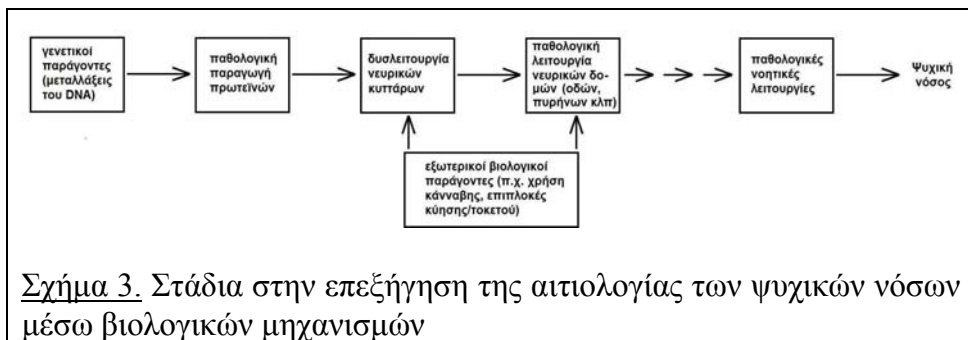 γενετικοί
παράγοντες
(μεταλλάξεις
του DNA)
παθολογική
παραγωγή
πρωτεϊνών
δυσλειτουργία
νευρικών
κυττάρων
παθολογική
λειτουργία
νευρικών δο-
μών (οδών,
πυρήνων κλπ)
παθολογικές
νοητικές
λειτουργίες
Ψυχική
νόσος
εξωτερικοί βιολογικοί
παράγοντες (π.χ. χρήση
κάνναβης, επιπλοκές
κύησης/τοκετού)
Σχήμα 3. Στάδια στην επεξήγηση της αιτιολογίας των ψυχικών νόσων
μέσω βιολογικών μηχανισμών